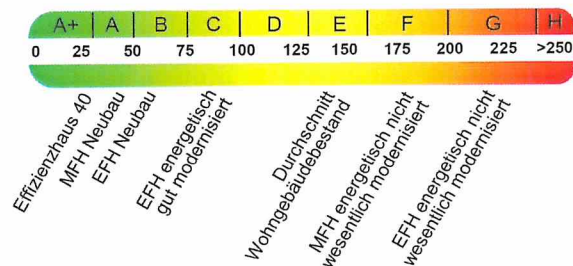 A+ A B C D E F G H
0 25 50 75 100 125 150 175 200 225 >250
Effizienzhaus 40
MFH Neubau
EFH Neubau
EFH energetisch
gut modernisiert
Durchschnitt
Wohngebäudebestand
MFH energetisch nicht
wesentlich modernisiert
EFH energetisch nicht
wesentlich modernisiert